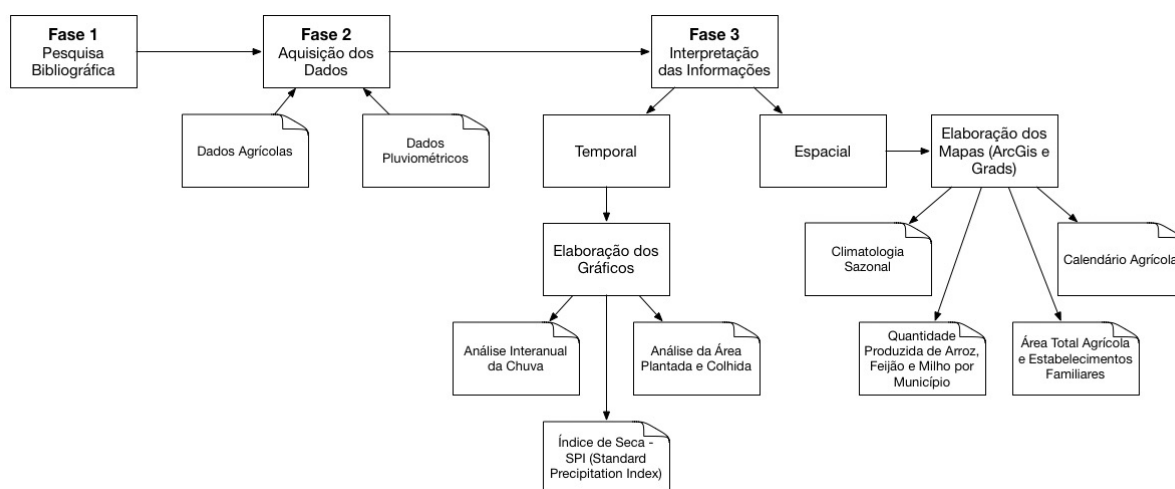 Fase 1
Pesquisa
Bibliográfica
Fase 2
Aquisição dos
Dados
Fase 3
Interpretação
das Informações
Dados Agrícolas
Dados
Pluviométricos
Temporal
Espacial
Elaboração dos
Mapas (ArcGis e
Grads)
Elaboração dos
Gráficos
Climatologia
Sazonal
Calendário Agrícola
Análise Interanual
da Chuva
Análise da Área
Plantada e Colhida
Quantidade
Produzida de Arroz,
Feijão e Milho por
Município
Área Total Agrícola
e Estabelecimentos
Familiares
Índice de Seca -
SPI (Standard
Precipitation Index)